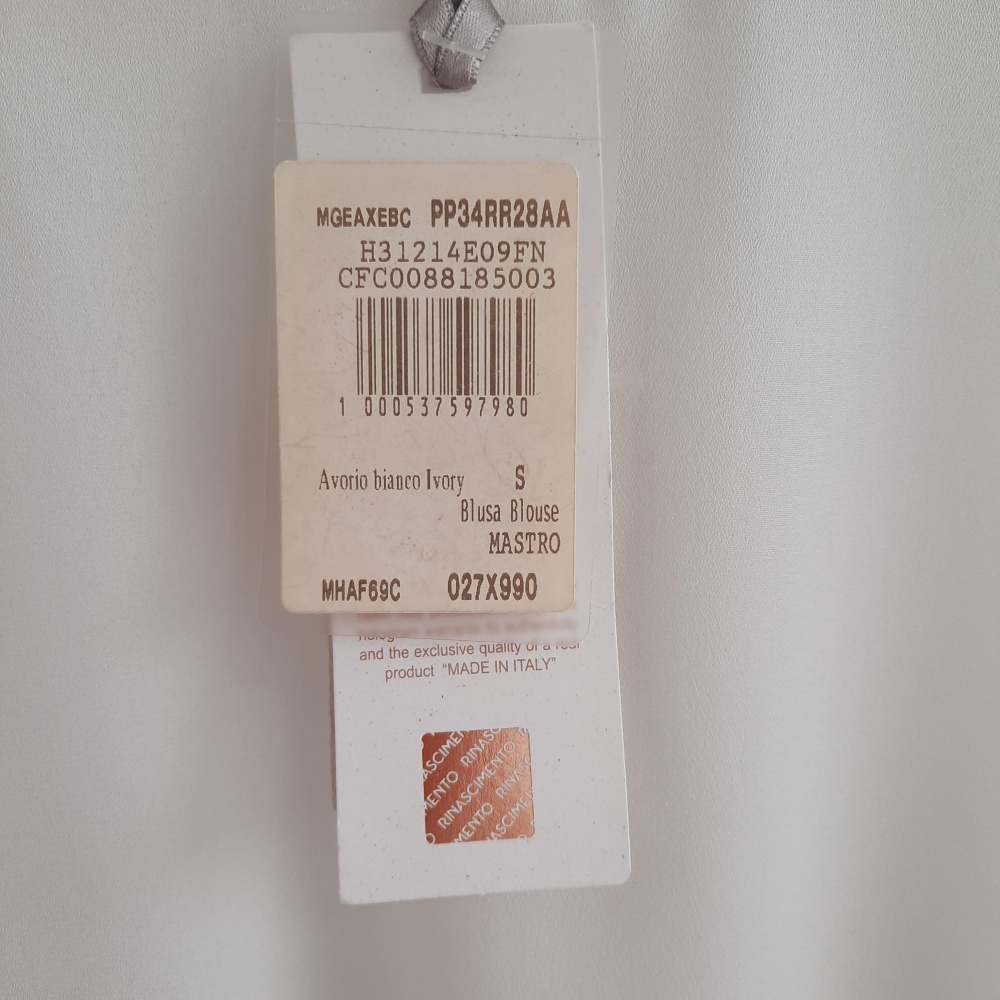 MGEAXEBC PP34RR28AA
H31214E09FN
CFC0088185003
1 000537597980
Avorio bianco Ivory S
Blusa Blouse
MASTRO
MHAF69C 027X990
and the exclusive quality of a real
product "MADE IN ITALY"
RINASCIMENTO
RINASCIMENTO